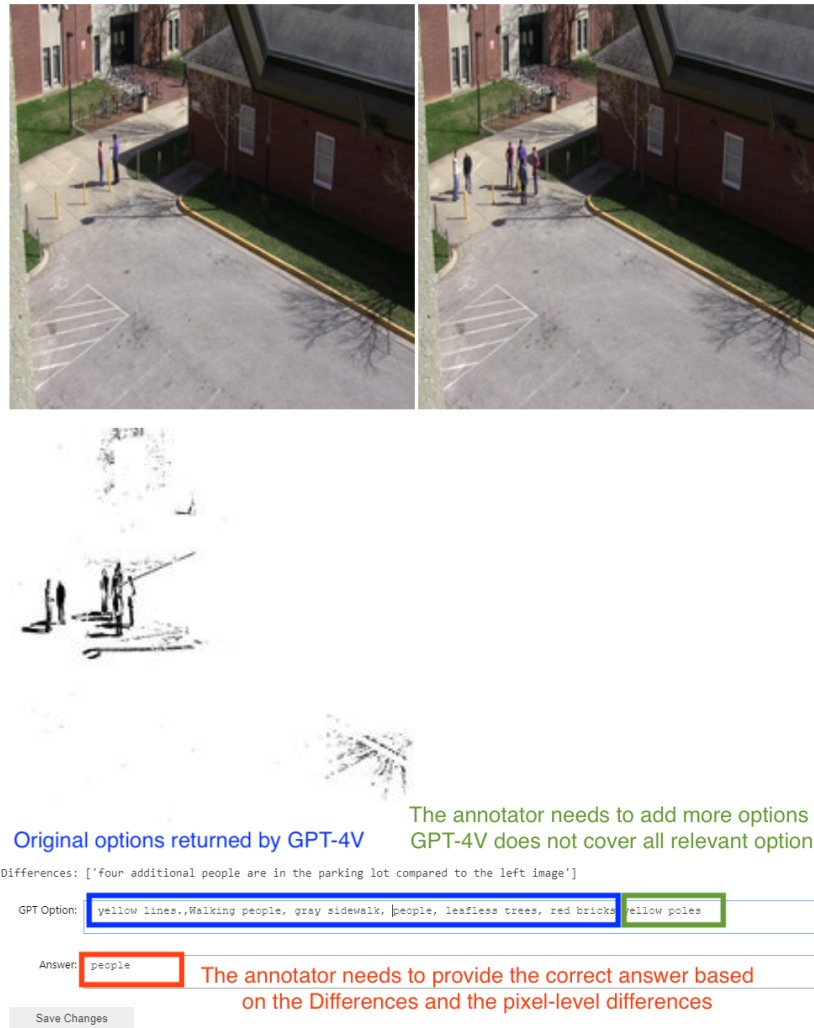 Original options returned by GPT-4V
The annotator needs to add more options
GPT-4V does not cover all relevant option
Differences: ['four additional people are in the parking lot compared to the left image']
GPT Option: yellow lines.,Walking people, gray sidewalk, people, leafless trees, red bricks yellow poles
Answer: people
The annotator needs to provide the correct answer based
on the Differences and the pixel-level differences
Save Changes